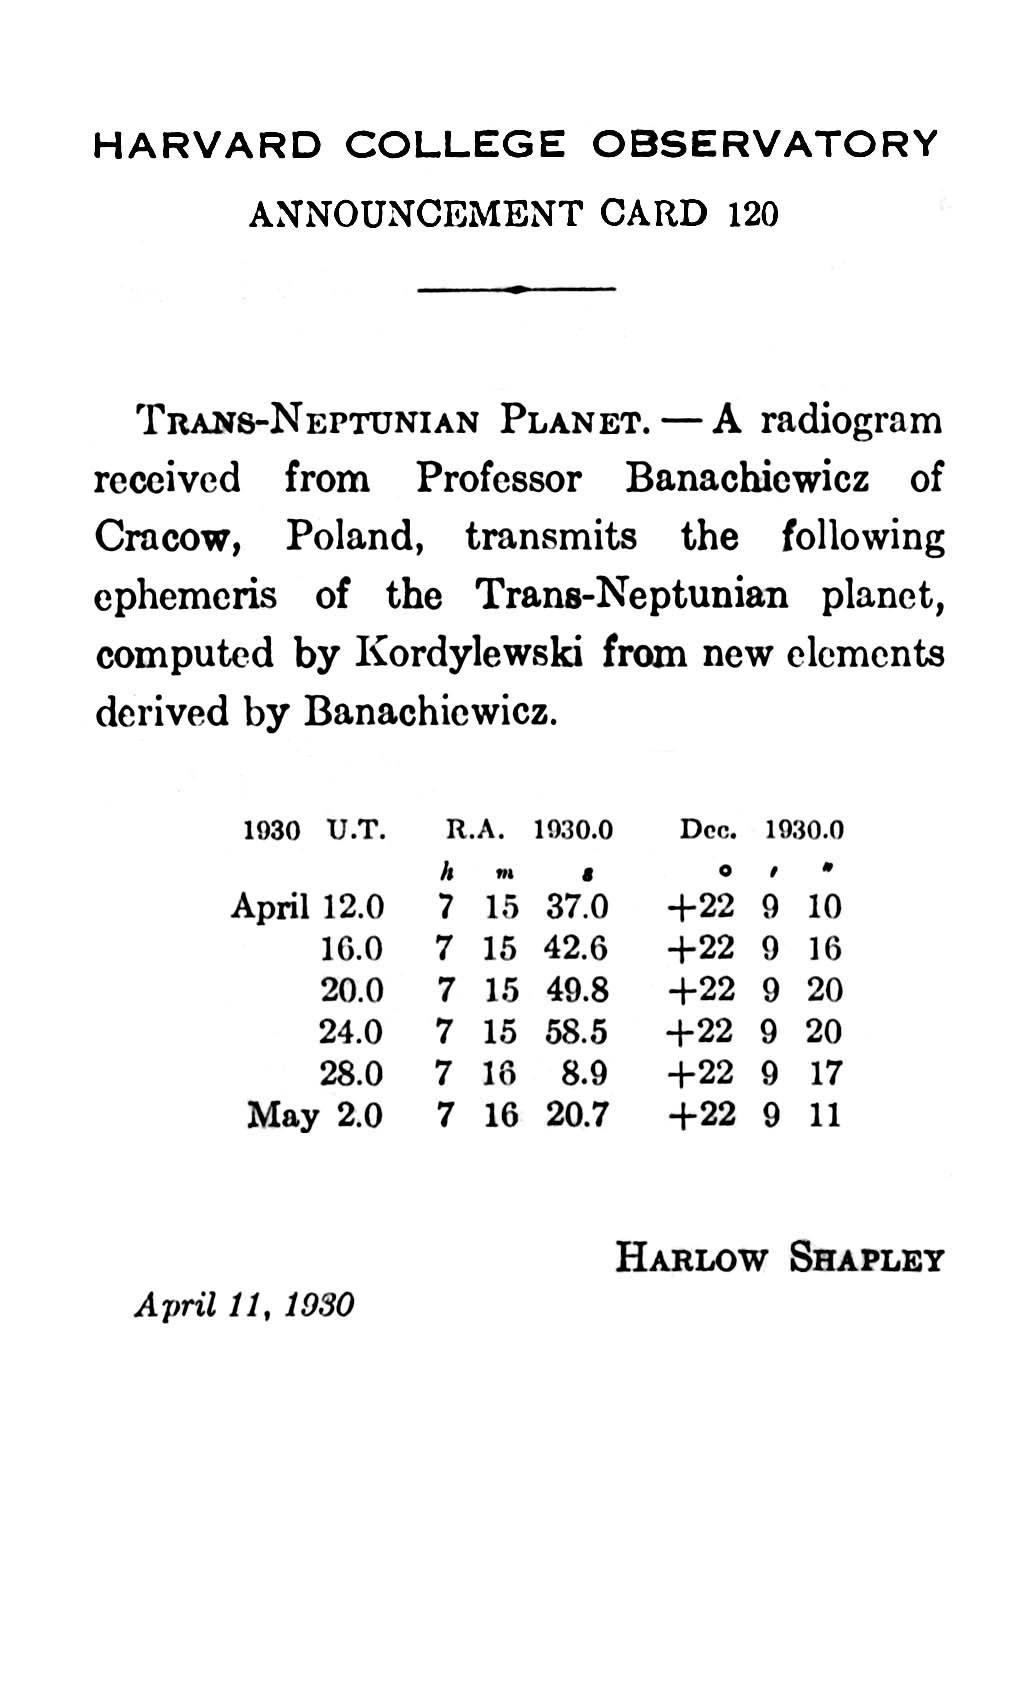 HARVARD COLLEGE OBSERVATORY
ANNOUNCEMENT CARD 120
TRANS-NEPTUNIAN PLANET. — A radiogram
received from Professor Banachiewicz of
Cracow, Poland, transmits the following
ephemeris of the Trans-Neptunian planet,
computed by Kordylewski from new elements
derived by Banachiewicz.
1930 U.T. R.A. 1930.0 Dec. 1930.0
h m s ° ′ ″
April 12.0 7 15 37.0 +22 9 10
16.0 7 15 42.6 +22 9 16
20.0 7 15 49.8 +22 9 20
24.0 7 15 58.5 +22 9 20
28.0 7 16 8.9 +22 9 17
May 2.0 7 16 20.7 +22 9 11
HARLOW SHAPLEY
April 11, 1930